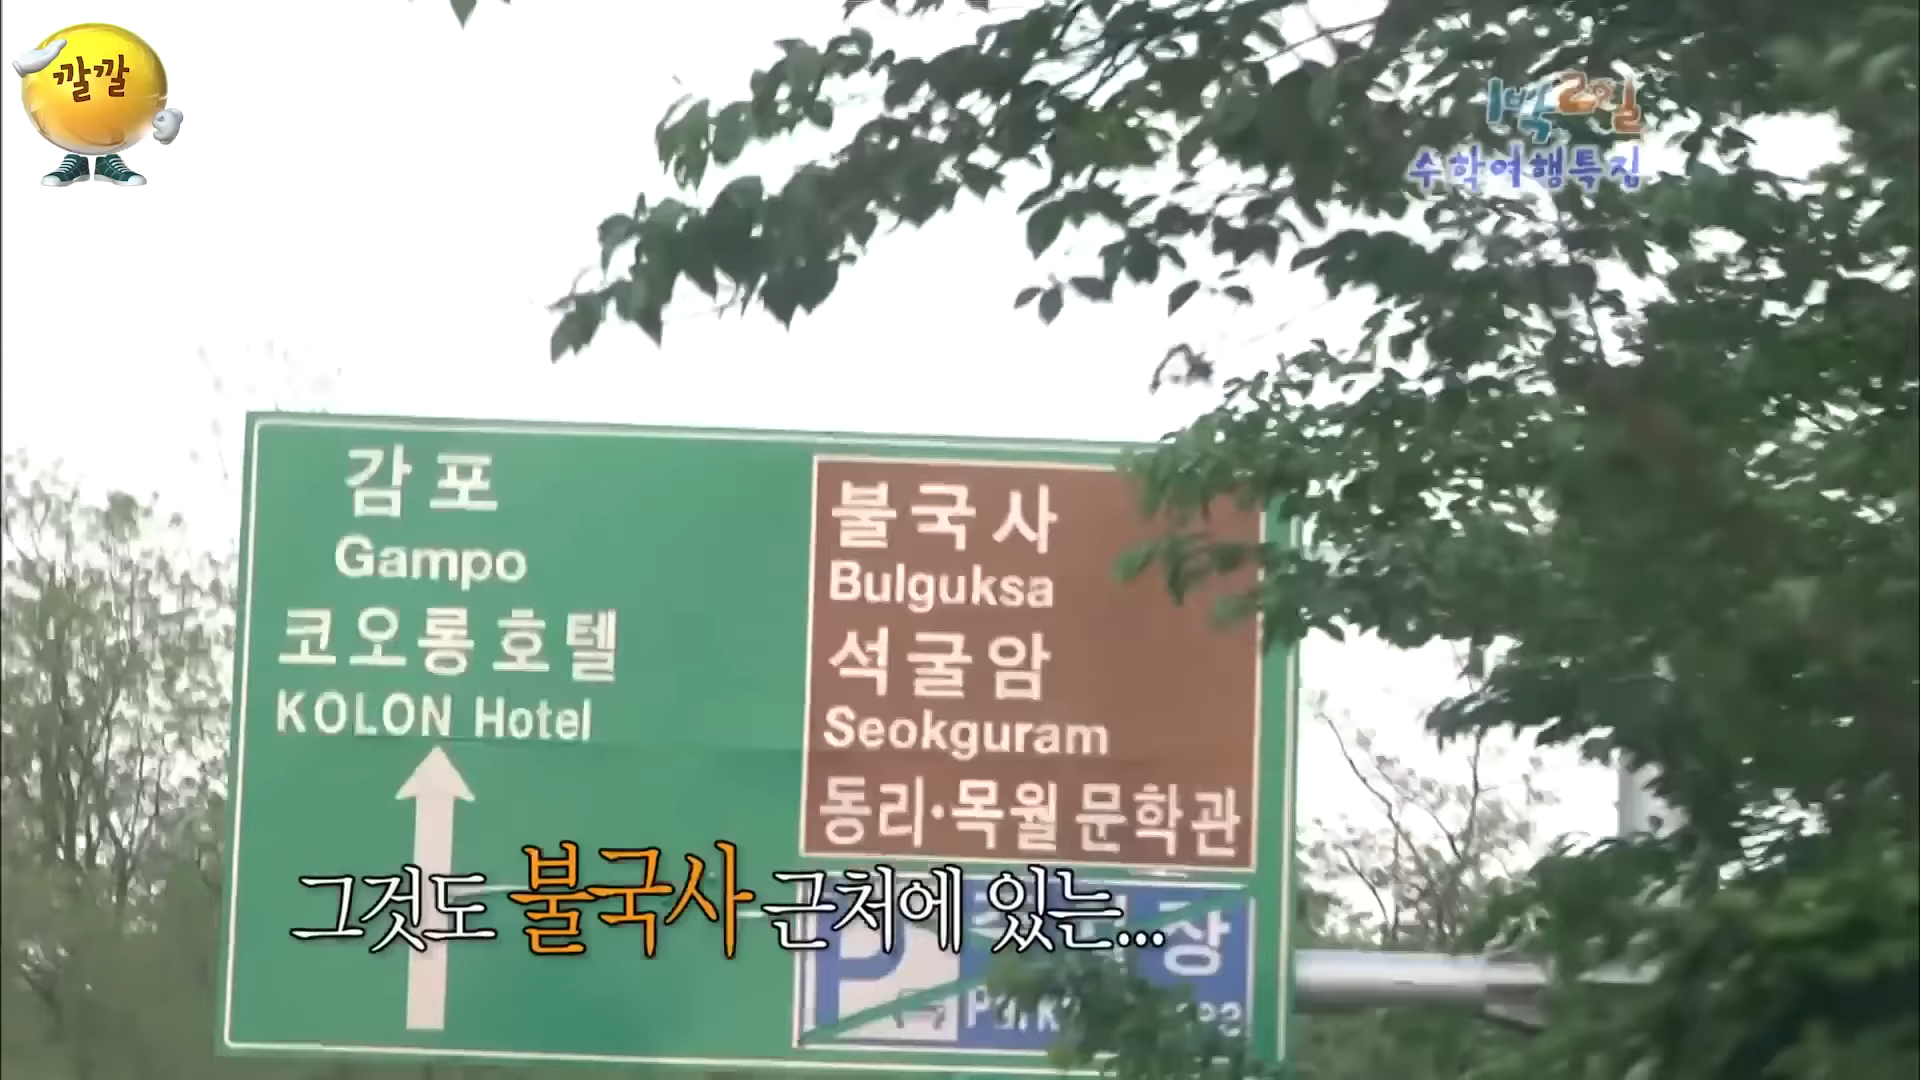 깔깔
1박2일
수학여행특집
감포
Gampo
코오롱호텔
KOLON Hotel
불국사
Bulguksa
석굴암
Seokguram
동리·목월 문학관
그것도 불국사 근처에 있는...